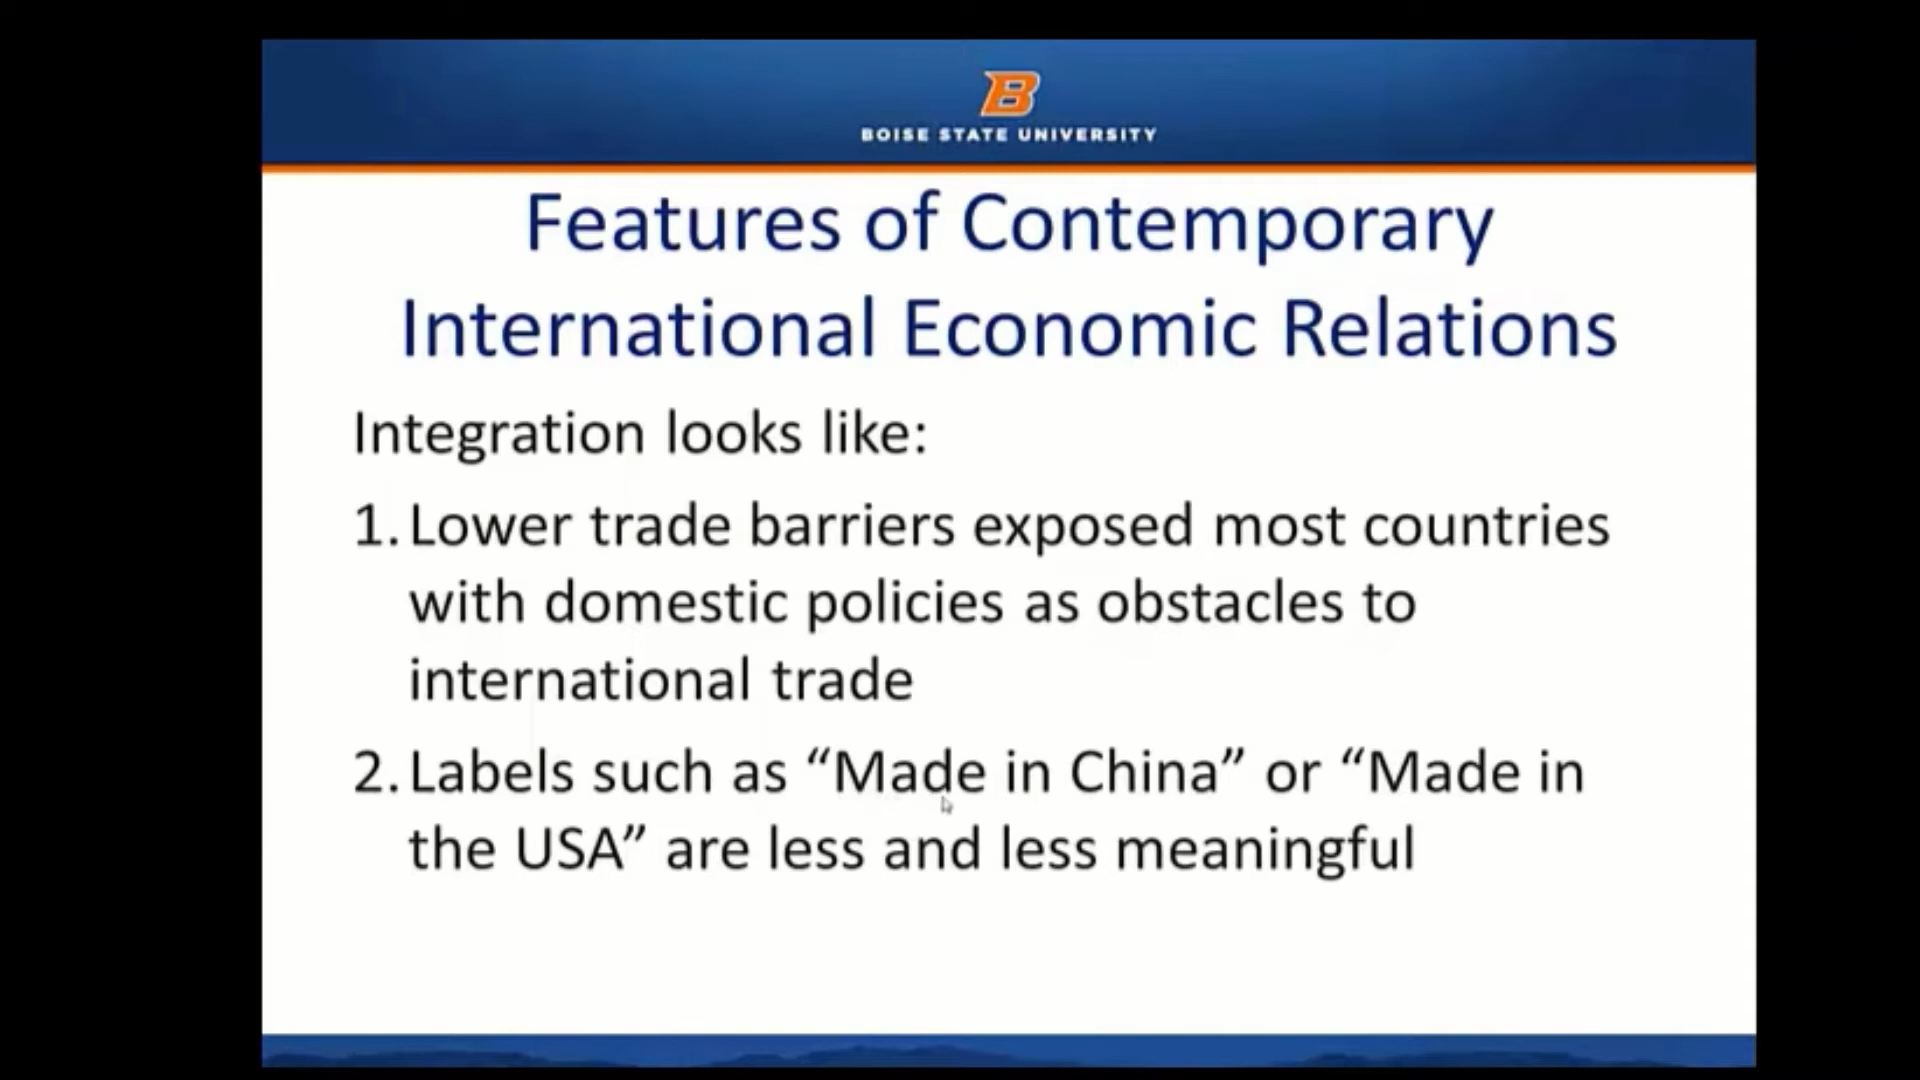 B
BOISE STATE UNIVERSITY
Features of Contemporary
International Economic Relations
Integration looks like:
1. Lower trade barriers exposed most countries
with domestic policies as obstacles to
international trade
2. Labels such as “Made in China” or “Made in
the USA” are less and less meaningful